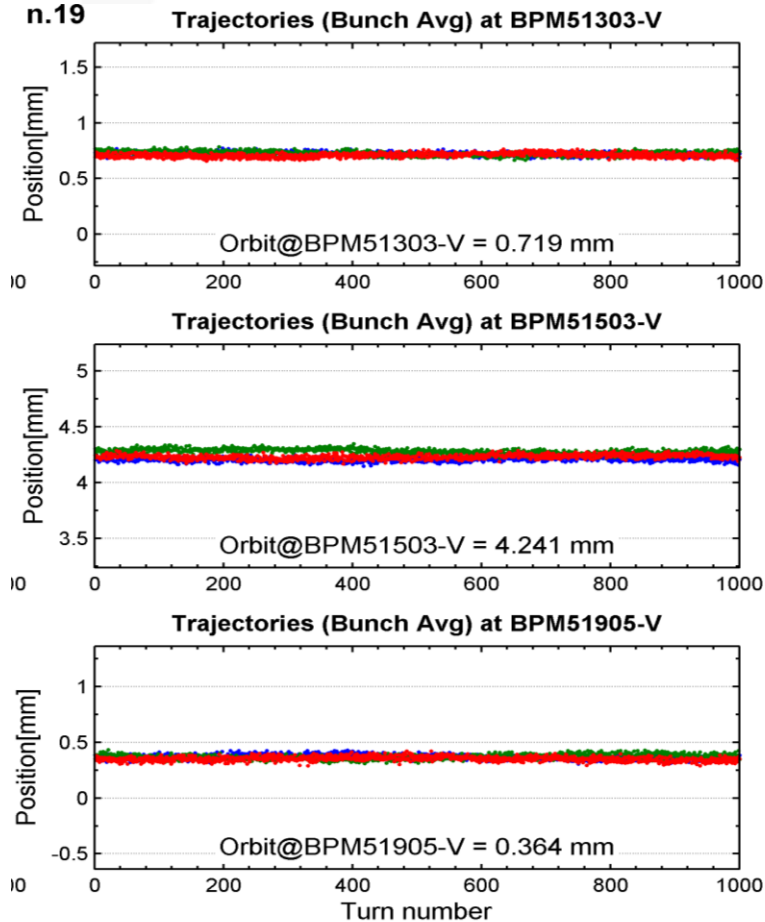 n.19
Trajectories (Bunch Avg) at BPM51303-V
Position[mm]
1.5
1
0.5
0
Orbit@BPM51303-V = 0.719 mm
00 0 200 400 600 800 1000
Trajectories (Bunch Avg) at BPM51503-V
Position[mm]
5
4.5
4
3.5
Orbit@BPM51503-V = 4.241 mm
00 0 200 400 600 800 1000
Trajectories (Bunch Avg) at BPM51905-V
Position[mm]
1
0.5
0
-0.5
Orbit@BPM51905-V = 0.364 mm
00 0 200 400 600 800 1000
Turn number